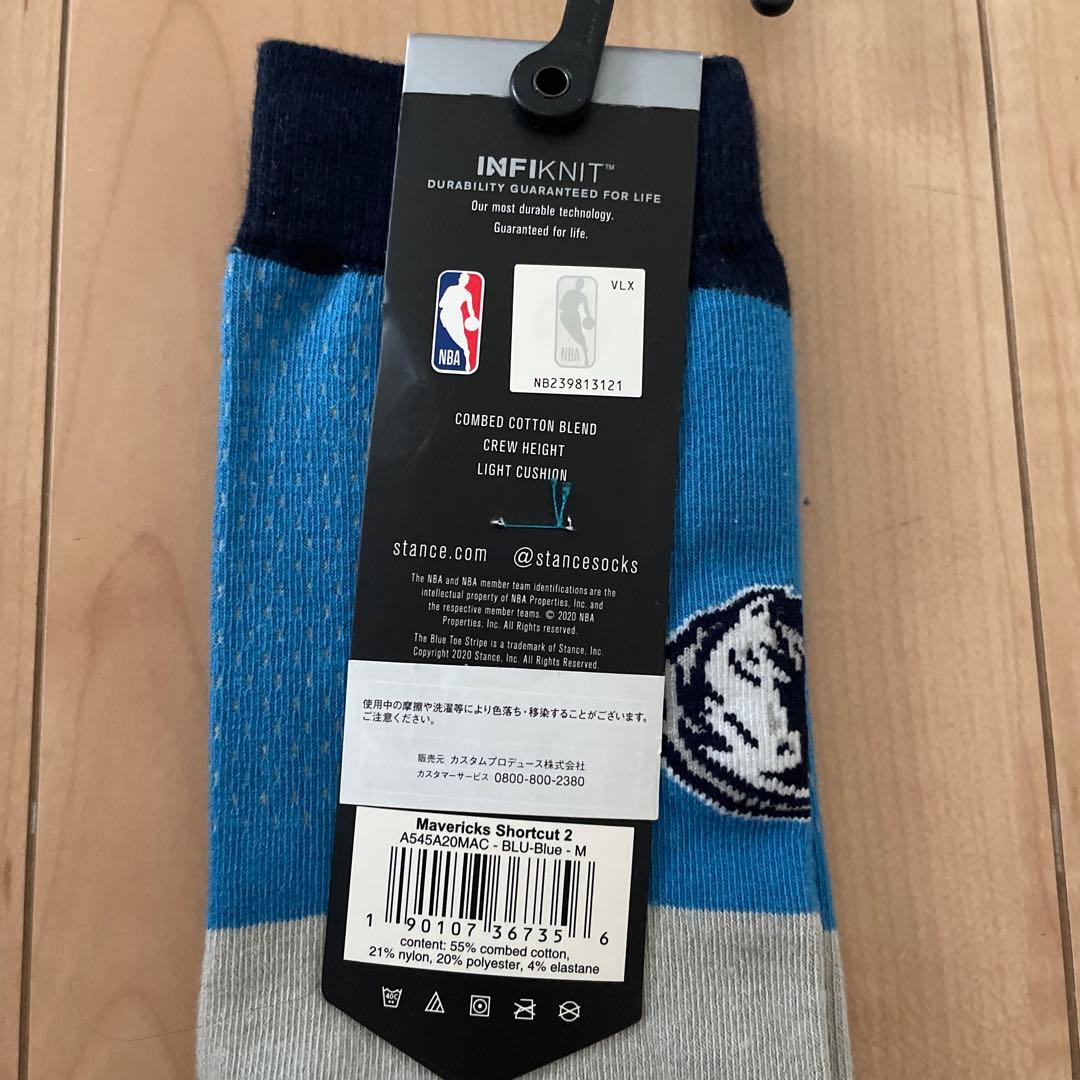 INFIKNIT™
DURABILITY GUARANTEED FOR LIFE
Our most durable technology.
Guaranteed for life.
NBA
VLX
NBA
NB239813121
COMBED COTTON BLEND
CREW HEIGHT
LIGHT CUSHION
stance.com @stancesocks
The NBA and NBA member team identifications are the
intellectual property of NBA Properties, Inc. and
the respective member teams. © 2020 NBA
Properties, Inc. All Rights reserved.
The Blue Toe Stripe is a trademark of Stance, Inc.
Copyright 2020 Stance, Inc. All Rights Reserved.
使用中の摩擦や洗濯等により色落ち・移染することがございます。
ご注意ください。
販売元 カスタムプロデュース株式会社
カスタマーサービス 0800-800-2380
Mavericks Shortcut 2
A545A20MAC - BLU-Blue - M
1 90107 36735 6
content: 55% combed cotton,
21% nylon, 20% polyester, 4% elastane
40C